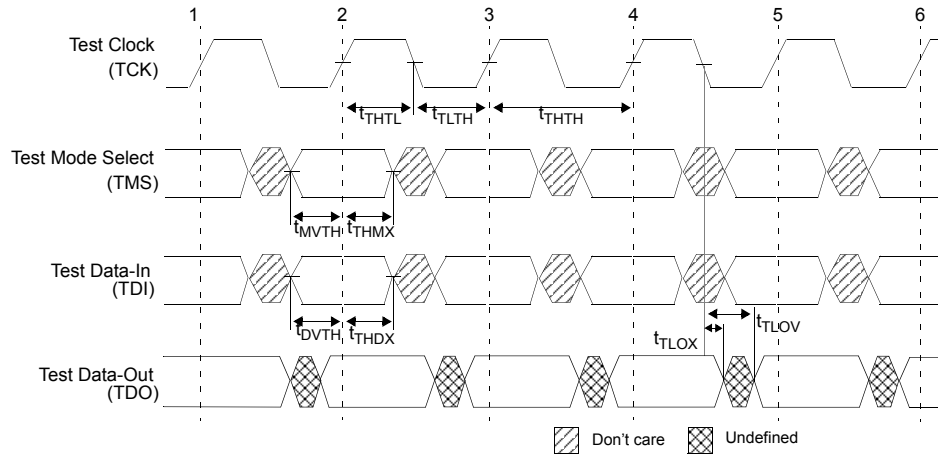 1 2 3 4 5 6
Test Clock
(TCK)
tTHTL tTLTH tTHTH
Test Mode Select
(TMS)
tMVTH tTHMX
Test Data-In
(TDI)
tDVTH tTHDX
tTLOX tTLOV
Test Data-Out
(TDO)
Don't care Undefined